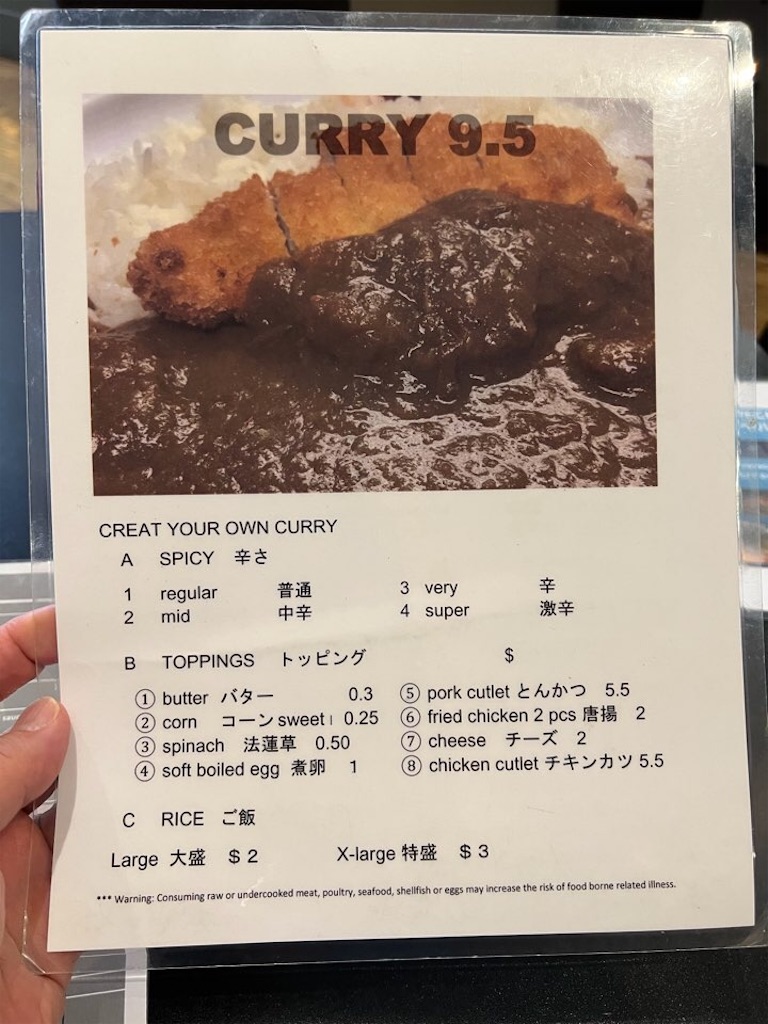 CURRY 9.5
CREAT YOUR OWN CURRY
A SPICY 辛さ
1 regular 普通 3 very 辛
2 mid 中辛 4 super 激辛
B TOPPINGS トッピング $
① butter バター 0.3 ⑤ pork cutlet とんかつ 5.5
② corn コーン sweet 0.25 ⑥ fried chicken 2 pcs 唐揚 2
③ spinach 法蓮草 0.50 ⑦ cheese チーズ 2
④ soft boiled egg 煮卵 1 ⑧ chicken cutlet チキンカツ 5.5
C RICE ご飯
Large 大盛 $ 2 X-large 特盛 $ 3
*** Warning: Consuming raw or undercooked meat, poultry, seafood, shellfish or eggs may increase the risk of food borne related illness.